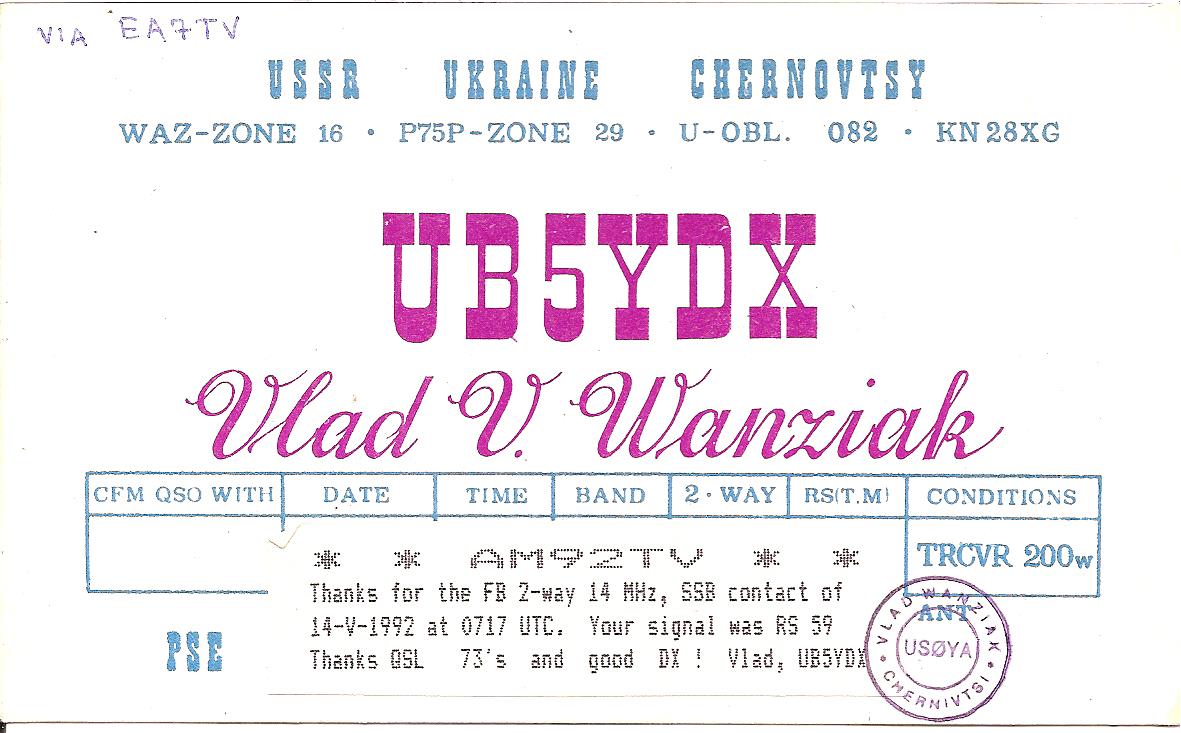 VIA EA7TV
USSR UKRAINE CHERNOVTSY
WAZ-ZONE 16 · P75P-ZONE 29 · U-OBL. 082 · KN28XG
UB5YDX
Vlad V. Wanziak
CFM QSO WITH DATE TIME BAND 2·WAY RS(T.M) CONDITIONS
* * AM92TV * *
TRCVR 200w
Thanks for the FB 2-way 14 MHz, SSB contact of
ANT
14-V-1992 at 0717 UTC. Your signal was RS 59
Thanks QSL 73's and good DX ! Vlad, UB5YDX
PSE
VLAD WANZIAK
USØYA
• CHERNIVTSI •